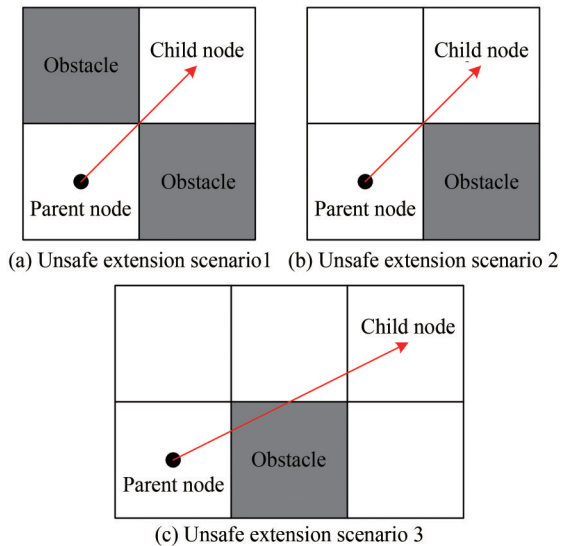 Obstacle
Child node
Parent node
Obstacle
(a) Unsafe extension scenario1
Child node
Parent node
Obstacle
(b) Unsafe extension scenario 2
Child node
Parent node
Obstacle
(c) Unsafe extension scenario 3